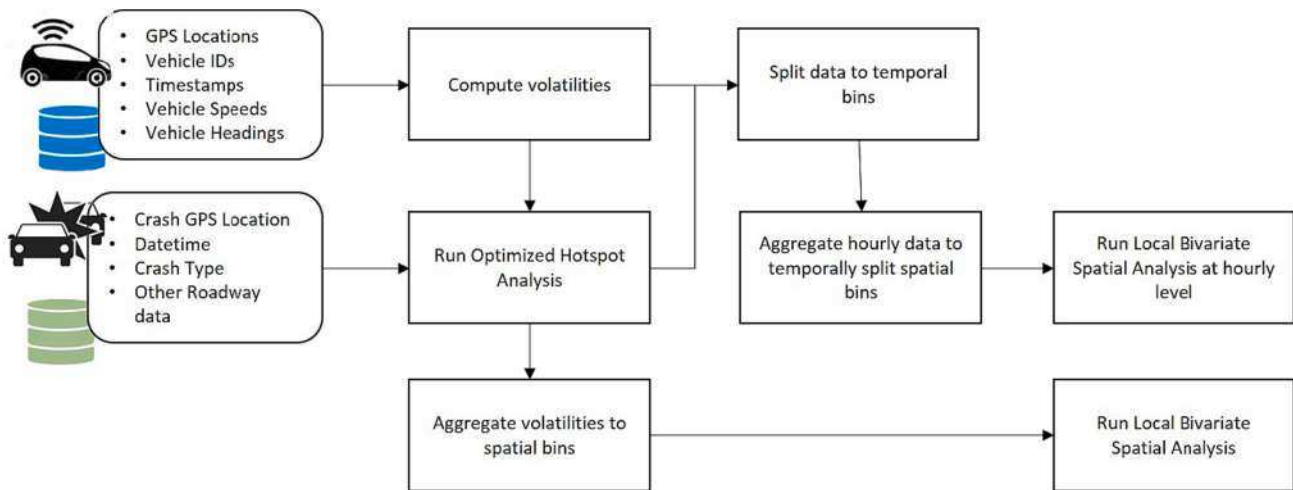 • GPS Locations
• Vehicle IDs
• Timestamps
• Vehicle Speeds
• Vehicle Headings
Compute volatilities
Split data to temporal
bins
• Crash GPS Location
• Datetime
• Crash Type
• Other Roadway
data
Run Optimized Hotspot
Analysis
Aggregate hourly data to
temporally split spatial
bins
Run Local Bivariate
Spatial Analysis at hourly
level
Aggregate volatilities to
spatial bins
Run Local Bivariate
Spatial Analysis